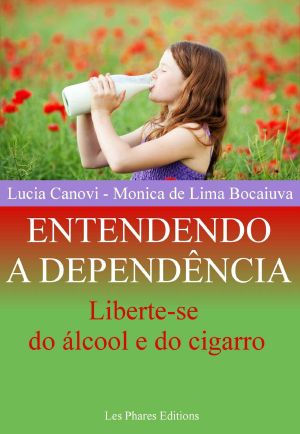 Lucia Canovi - Monica de Lima Bocaiuva
ENTENDENDO
A DEPENDÊNCIA
Liberte-se
do álcool e do cigarro
Les Phares Editions